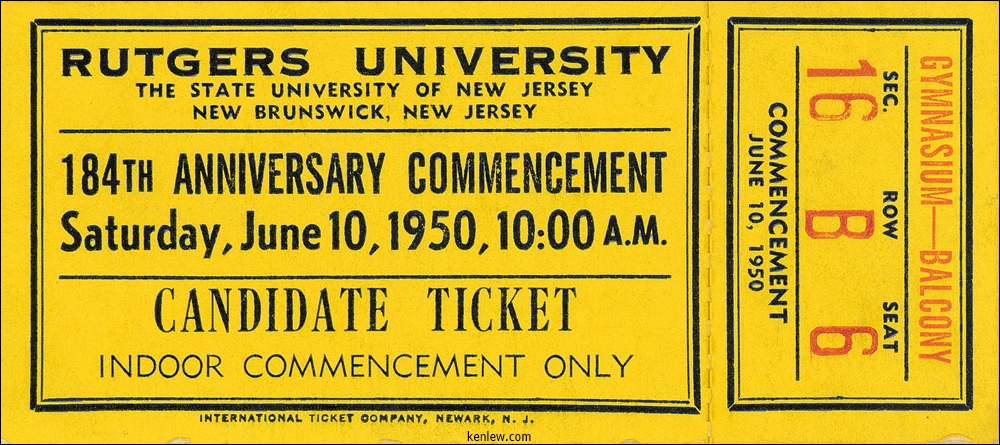 RUTGERS UNIVERSITY
THE STATE UNIVERSITY OF NEW JERSEY
NEW BRUNSWICK, NEW JERSEY
184TH ANNIVERSARY COMMENCEMENT
Saturday, June 10, 1950, 10:00 A.M.
CANDIDATE TICKET
INDOOR COMMENCEMENT ONLY
INTERNATIONAL TICKET COMPANY, NEWARK, N. J.
GYMNASIUM—BALCONY
SEC. ROW SEAT
16 B 6
COMMENCEMENT
JUNE 10, 1950
kenlew.com